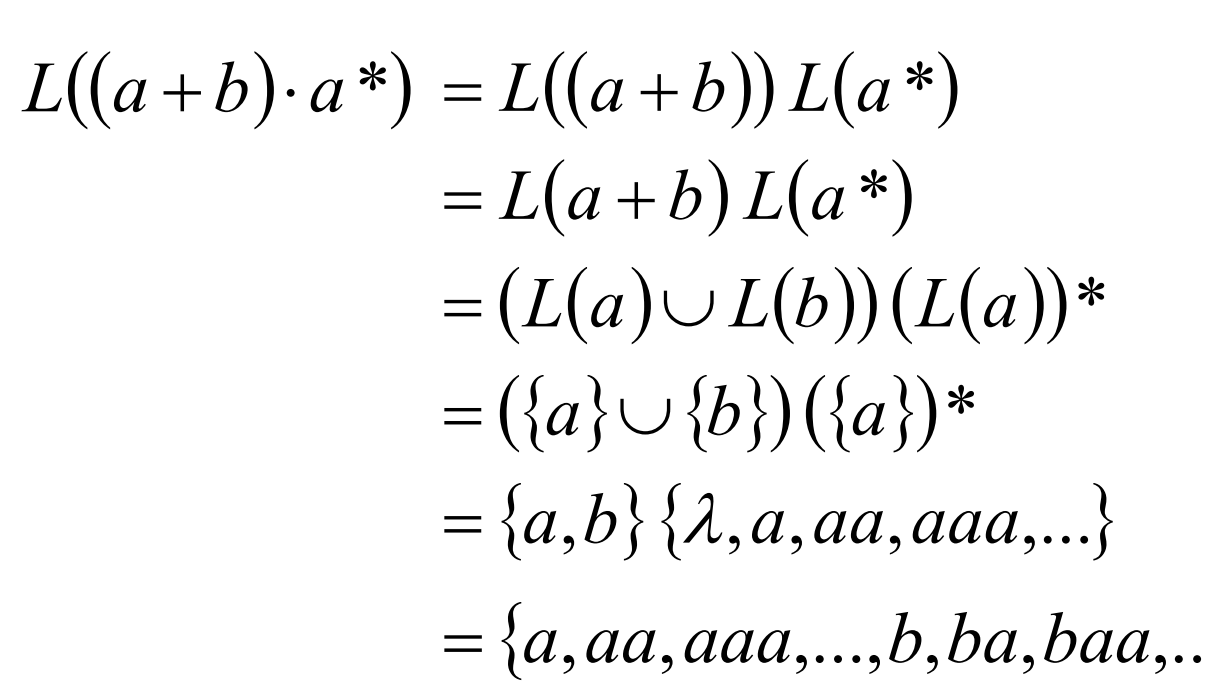 L((a + b) · a *) = L((a + b)) L(a *)
= L(a + b) L(a *)
= (L(a) ∪ L(b)) (L(a))*
= ({a} ∪ {b}) ({a})*
= {a, b} {λ, a, aa, aaa,...}
= {a, aa, aaa,..., b, ba, baa,..